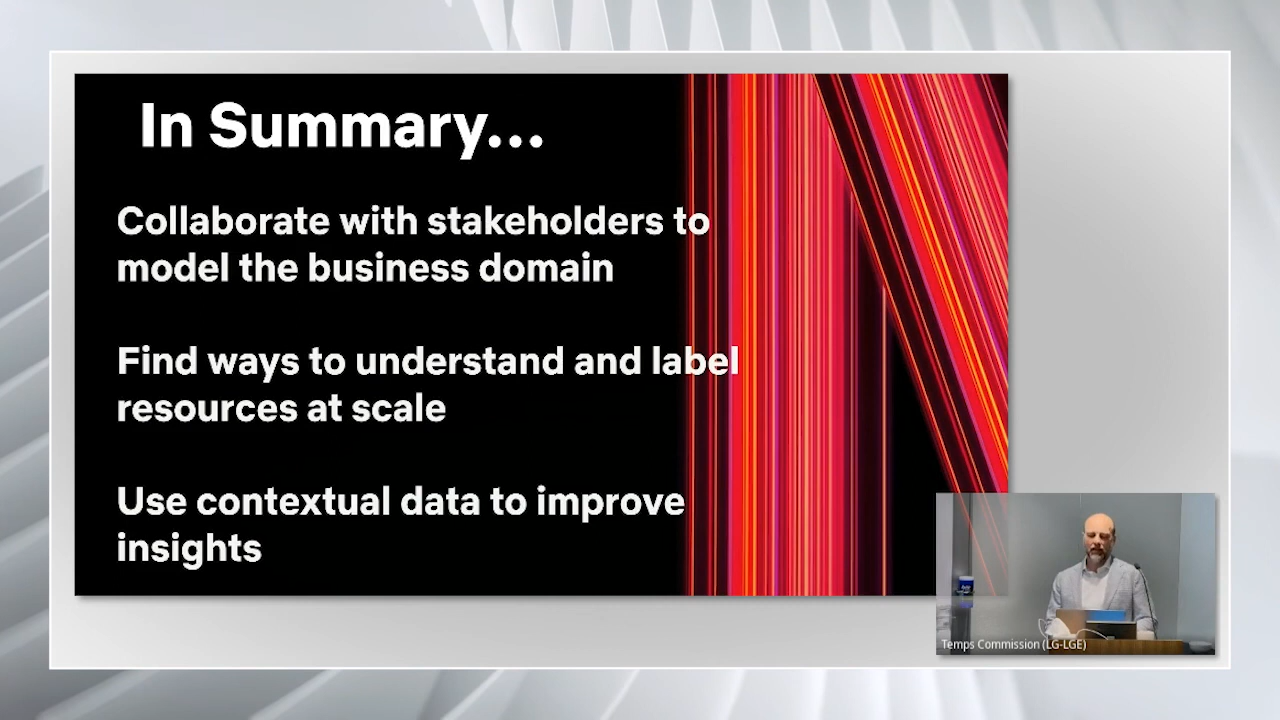 In Summary...
Collaborate with stakeholders to
model the business domain
Find ways to understand and label
resources at scale
Use contextual data to improve
insights
Temps Commission (LG-LGE)